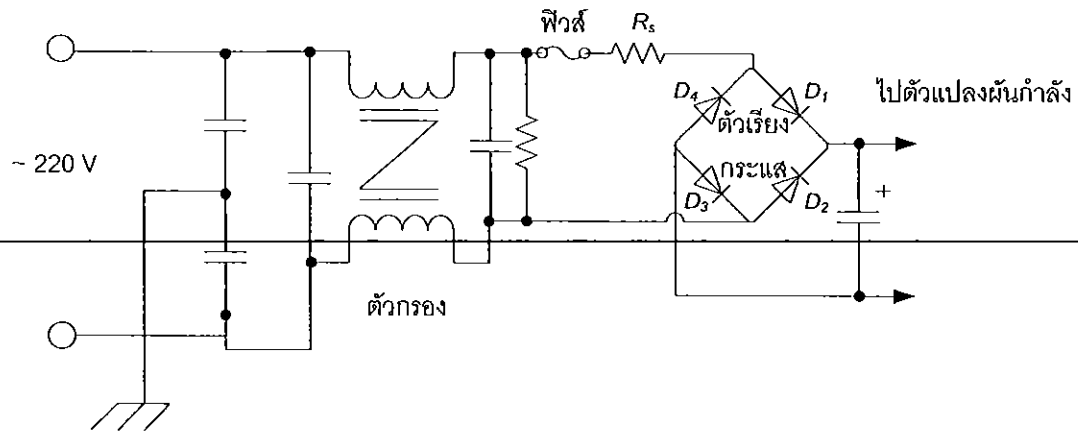 ฟิวส์
Rs
D4
D1
ไปตัวแปลงผันกำลัง
ตัวเรียง
~ 220 V
กระแส
+
D3
D2
ตัวกรอง